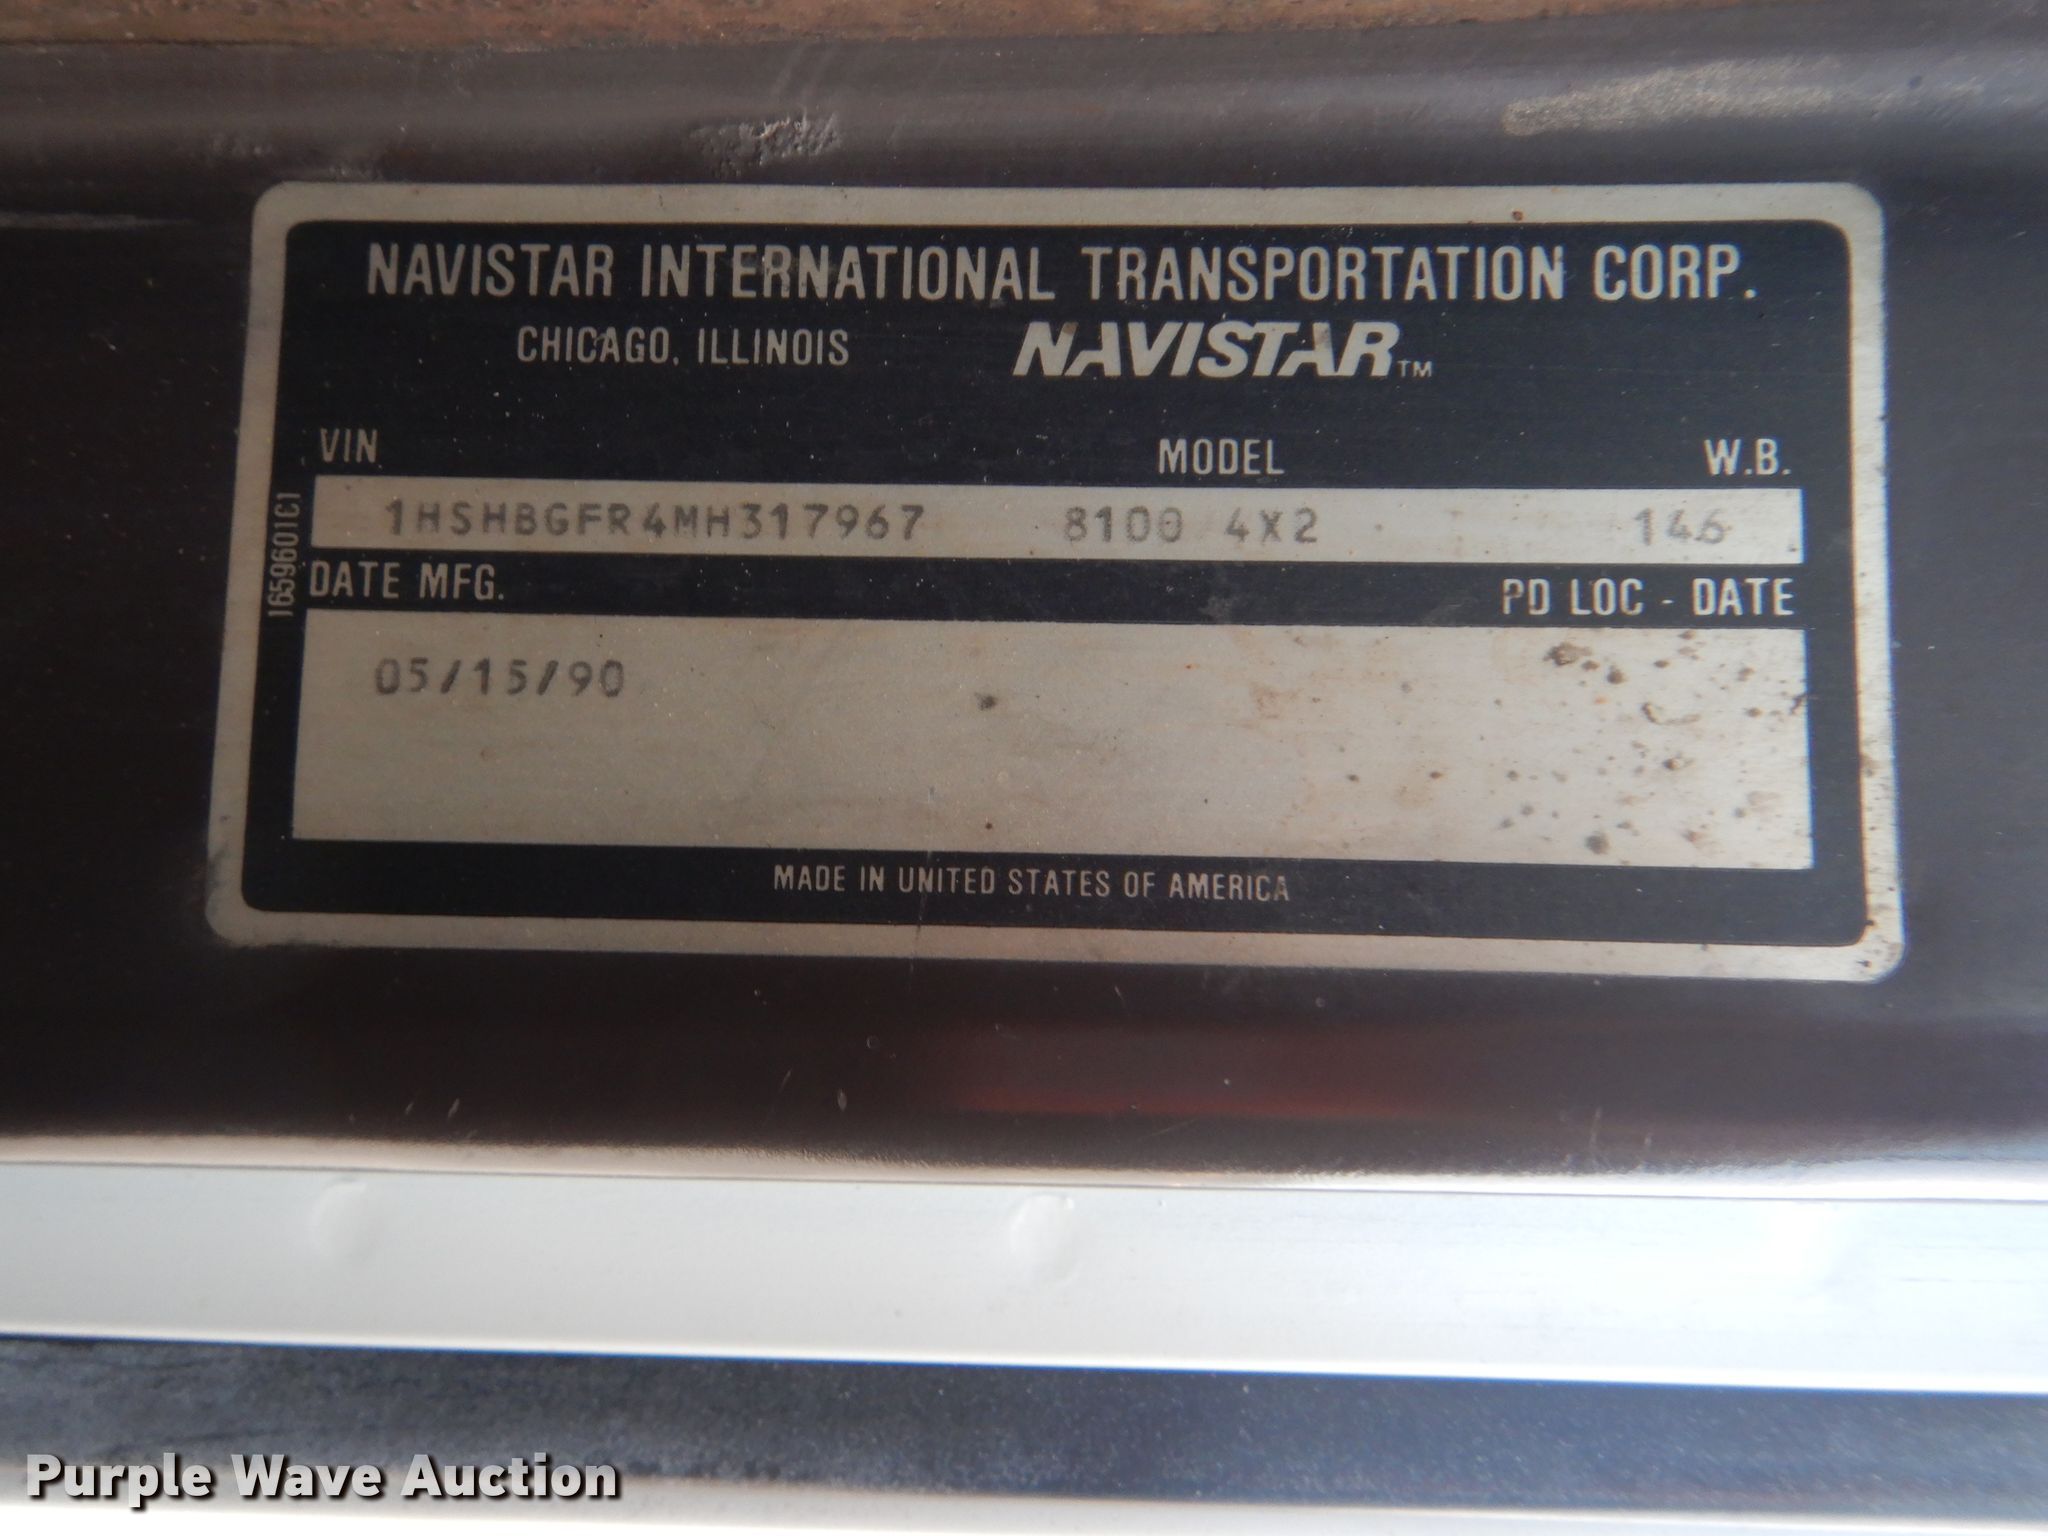 NAVISTAR INTERNATIONAL TRANSPORTATION CORP.
CHICAGO, ILLINOIS NAVISTAR™
VIN MODEL W.B.
1HSHBGFR4MH317967 8100 4X2 146
1659601C1
DATE MFG. PD LOC - DATE
05/15/90
MADE IN UNITED STATES OF AMERICA
Purple Wave Auction